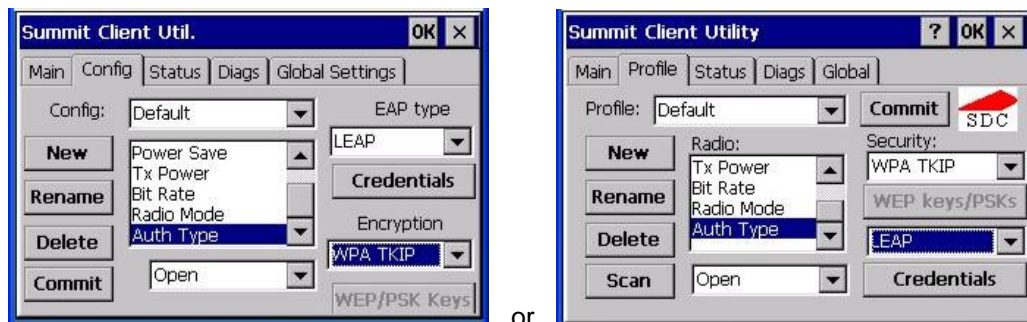 Summit Client Util. OK ×
Main Config Status Diags Global Settings
Config: Default EAP type
LEAP
New Power Save
Tx Power Credentials
Rename Bit Rate
Radio Mode Encryption
Delete Auth Type
WPA TKIP
Commit Open
WEP/PSK Keys
or
Summit Client Utility ? OK ×
Main Profile Status Diags Global
Profile: Default Commit SDC
Radio: Security:
New Tx Power WPA TKIP
Rename Bit Rate WEP keys/PSKs
Radio Mode
Delete Auth Type LEAP
Scan Open Credentials